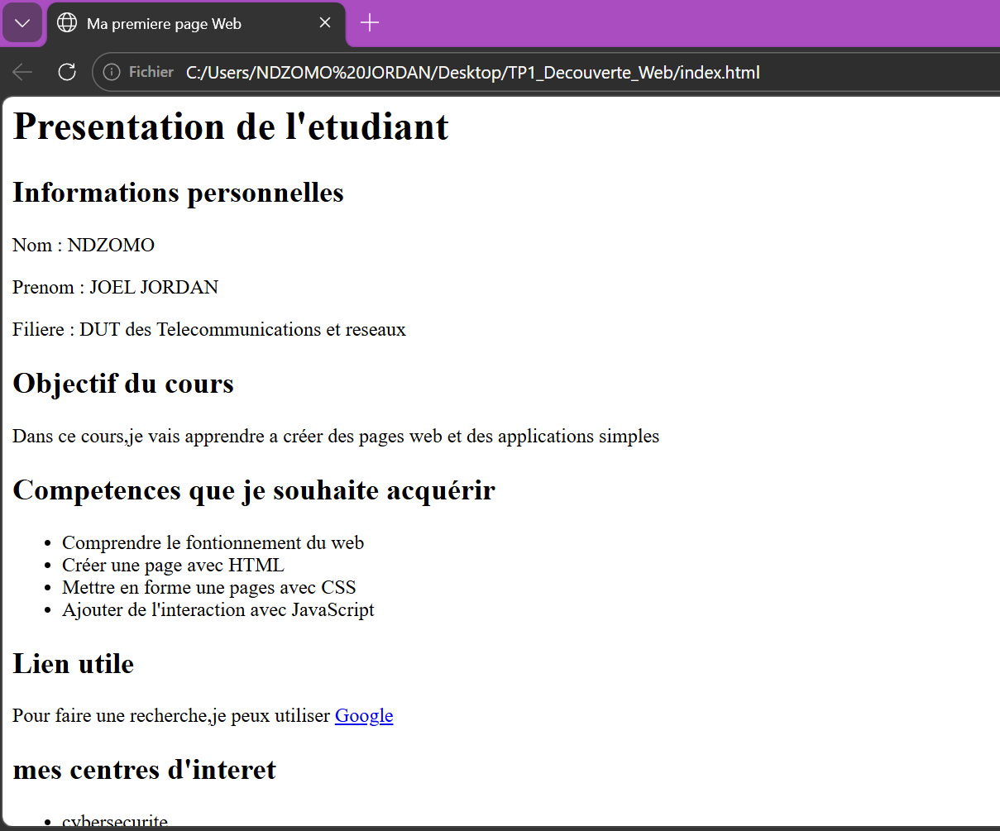 Ma premiere page Web
Fichier C:/Users/NDZOMO%20JORDAN/Desktop/TP1_Decouverte_Web/index.html
Presentation de l'etudiant
Informations personnelles
Nom : NDZOMO
Prenom : JOEL JORDAN
Filiere : DUT des Telecommunications et reseaux
Objectif du cours
Dans ce cours,je vais apprendre a créer des pages web et des applications simples
Competences que je souhaite acquérir
Comprendre le fontionnement du web
Créer une page avec HTML
Mettre en forme une pages avec CSS
Ajouter de l'interaction avec JavaScript
Lien utile
Pour faire une recherche,je peux utiliser Google
mes centres d'interet
cybersecurite